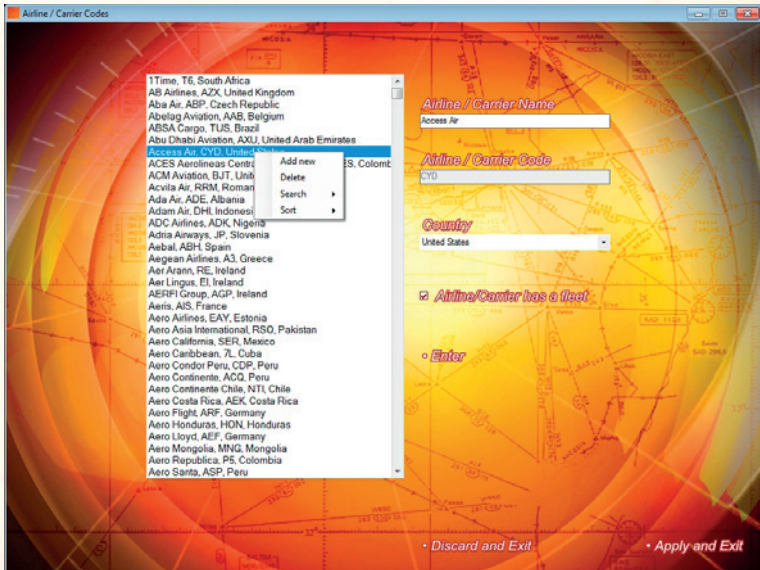 Airline / Carrier Codes
1Time, T6, South Africa
AB Airlines, AZX, United Kingdom
Aba Air, ABP, Czech Republic
Abelag Aviation, AAB, Belgium
ABSA Cargo, TUS, Brazil
Abu Dhabi Aviation, AXU, United Arab Emirates
Access Air, CYD, United States
ACES Aerolineas Centr ES, Colomb
ACM Aviation, BJT, Unit
Acvila Air, RRM, Roman
Ada Air, ADE, Albania
Adam Air, DHI, Indonesi
ADC Airlines, ADK, Nigeria
Adria Airways, JP, Slovenia
Aebal, ABH, Spain
Aegean Airlines, A3, Greece
Aer Arann, RE, Ireland
Aer Lingus, EI, Ireland
AERFI Group, AGP, Ireland
Aeris, AIS, France
Aero Airlines, EAY, Estonia
Aero Asia International, RSO, Pakistan
Aero California, SER, Mexico
Aero Caribbean, 7L, Cuba
Aero Condor Peru, CDP, Peru
Aero Continente, ACQ, Peru
Aero Continente Chile, NTI, Chile
Aero Costa Rica, AEK, Costa Rica
Aero Flight, ARF, Germany
Aero Honduras, HON, Honduras
Aero Lloyd, AEF, Germany
Aero Mongolia, MNG, Mongolia
Aero Republica, P5, Colombia
Aero Santa, ASP, Peru
Add new
Delete
Search
Sort
Airline / Carrier Name
Access Air
Airline / Carrier Code
CYD
Country
United States
Airline/Carrier has a fleet
• Enter
• Discard and Exit
• Apply and Exit